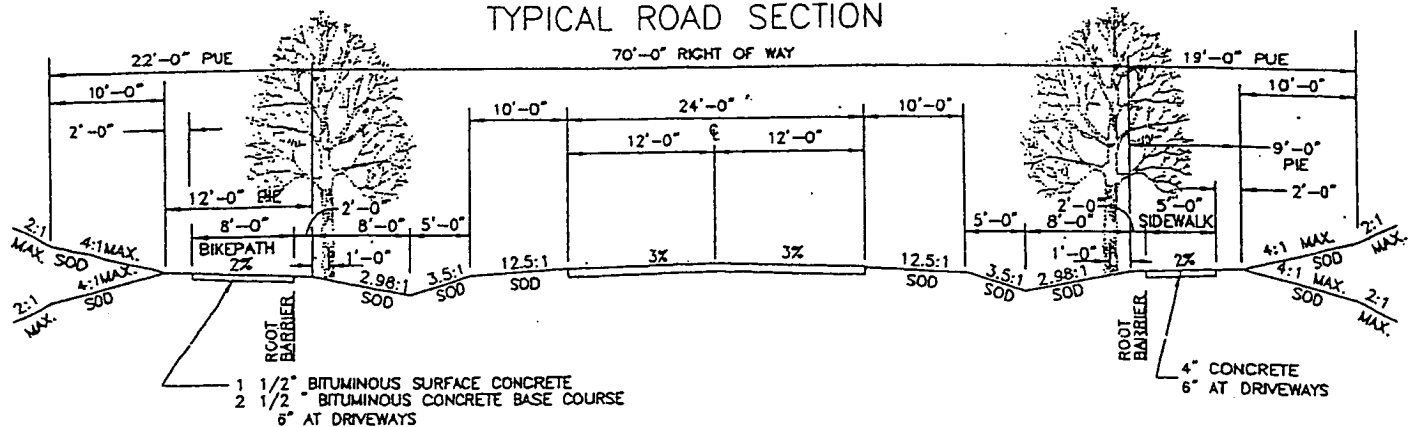 TYPICAL ROAD SECTION
22'-0" PUE
70'-0" RIGHT OF WAY
19'-0" PUE
10'-0"
10'-0"
24'-0"
10'-0"
10'-0"
2'-0"
12'-0"
℄
12'-0"
9'-0"
PIE
2'-0"
12'-0" PIE
2'-0
2'-0
5'-0"
SIDEWALK
8'-0"
BIKEPATH
8'-0"
5'-0"
5'-0"
8'-0"
2:1
MAX.
4:1 MAX.
SOD
4:1 MAX.
SOD
2:1
MAX.
2%
1'-0"
2.98:1
SOD
3.5:1
SOD
12.5:1
SOD
3%
3%
12.5:1
SOD
3.5:1
SOD
2.98:1
SOD
1'-0"
2%
4:1 MAX.
SOD
2:1
MAX.
4:1 MAX.
SOD
2:1
MAX.
ROOT
BARRIER
ROOT
BARRIER
1 1/2" BITUMINOUS SURFACE CONCRETE
2 1/2 " BITUMINOUS CONCRETE BASE COURSE
6" AT DRIVEWAYS
4" CONCRETE
6" AT DRIVEWAYS